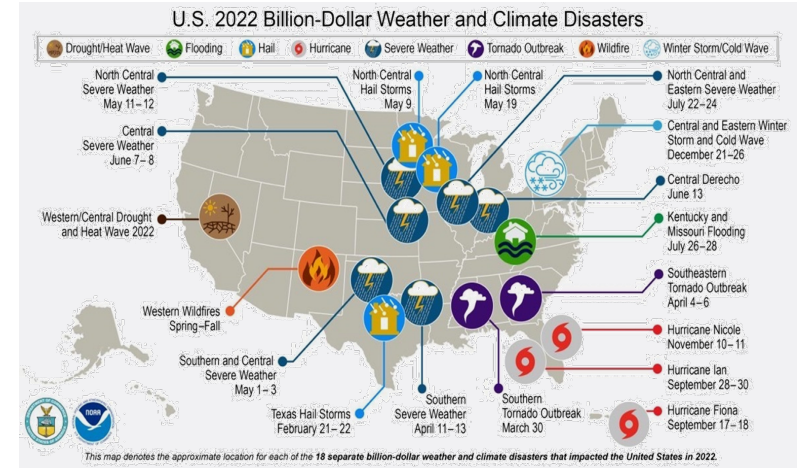 U.S. 2022 Billion-Dollar Weather and Climate Disasters
Drought/Heat Wave Flooding Hail Hurricane Severe Weather Tornado Outbreak Wildfire Winter Storm/Cold Wave
North Central
Severe Weather
May 11–12
North Central
Hail Storms
May 9
North Central
Hail Storms
May 19
North Central and
Eastern Severe Weather
July 22–24
Central
Severe Weather
June 7–8
Central and Eastern Winter
Storm and Cold Wave
December 21–26
Central Derecho
June 13
Western/Central Drought
and Heat Wave 2022
Kentucky and
Missouri Flooding
July 26–28
Southeastern
Tornado Outbreak
April 4–6
Western Wildfires
Spring–Fall
Hurricane Nicole
November 10–11
Southern and Central
Severe Weather
May 1–3
Hurricane Ian
September 28–30
Texas Hail Storms
February 21–22
Southern
Severe Weather
April 11–13
Southern
Tornado Outbreak
March 30
Hurricane Fiona
September 17–18
NOAA
This map denotes the approximate location for each of the 18 separate billion-dollar weather and climate disasters that impacted the United States in 2022.